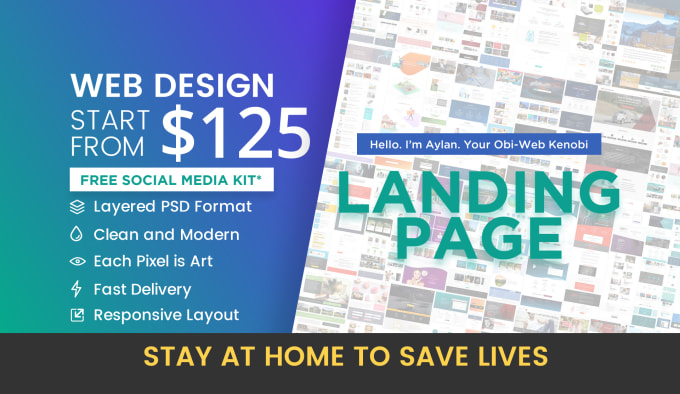 WEB DESIGN
START
FROM $125
FREE SOCIAL MEDIA KIT*
Layered PSD Format
Clean and Modern
Each Pixel is Art
Fast Delivery
Responsive Layout
Hello. I'm Aylan. Your Obi-Web Kenobi
LANDING
PAGE
STAY AT HOME TO SAVE LIVES